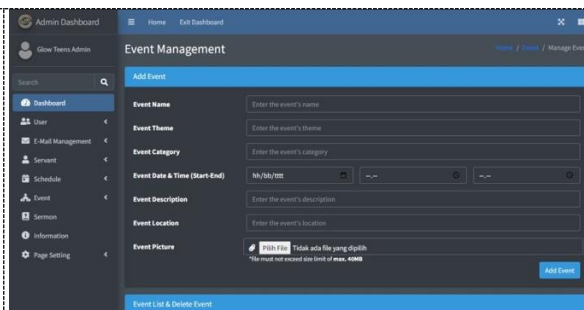 Admin Dashboard
Home Exit Dashboard
Glow Teens Admin
Event Management
Home / Event / Manage Eve
Search
Add Event
Dashboard
User
E-Mail Management
Servant
Schedule
Event
Sermon
Information
Page Setting
Event Name
Enter the event's name
Event Theme
Enter the event's theme
Event Category
Enter the event's category
Event Date & Time (Start-End)
hh/bb/tttt
--.--
--.--
Event Description
Enter the event's description
Event Location
Enter the event's location
Event Picture
Pilih File Tidak ada file yang dipilih
*file must not exceed size limit of max. 40MB
Add Event
Event List & Delete Event